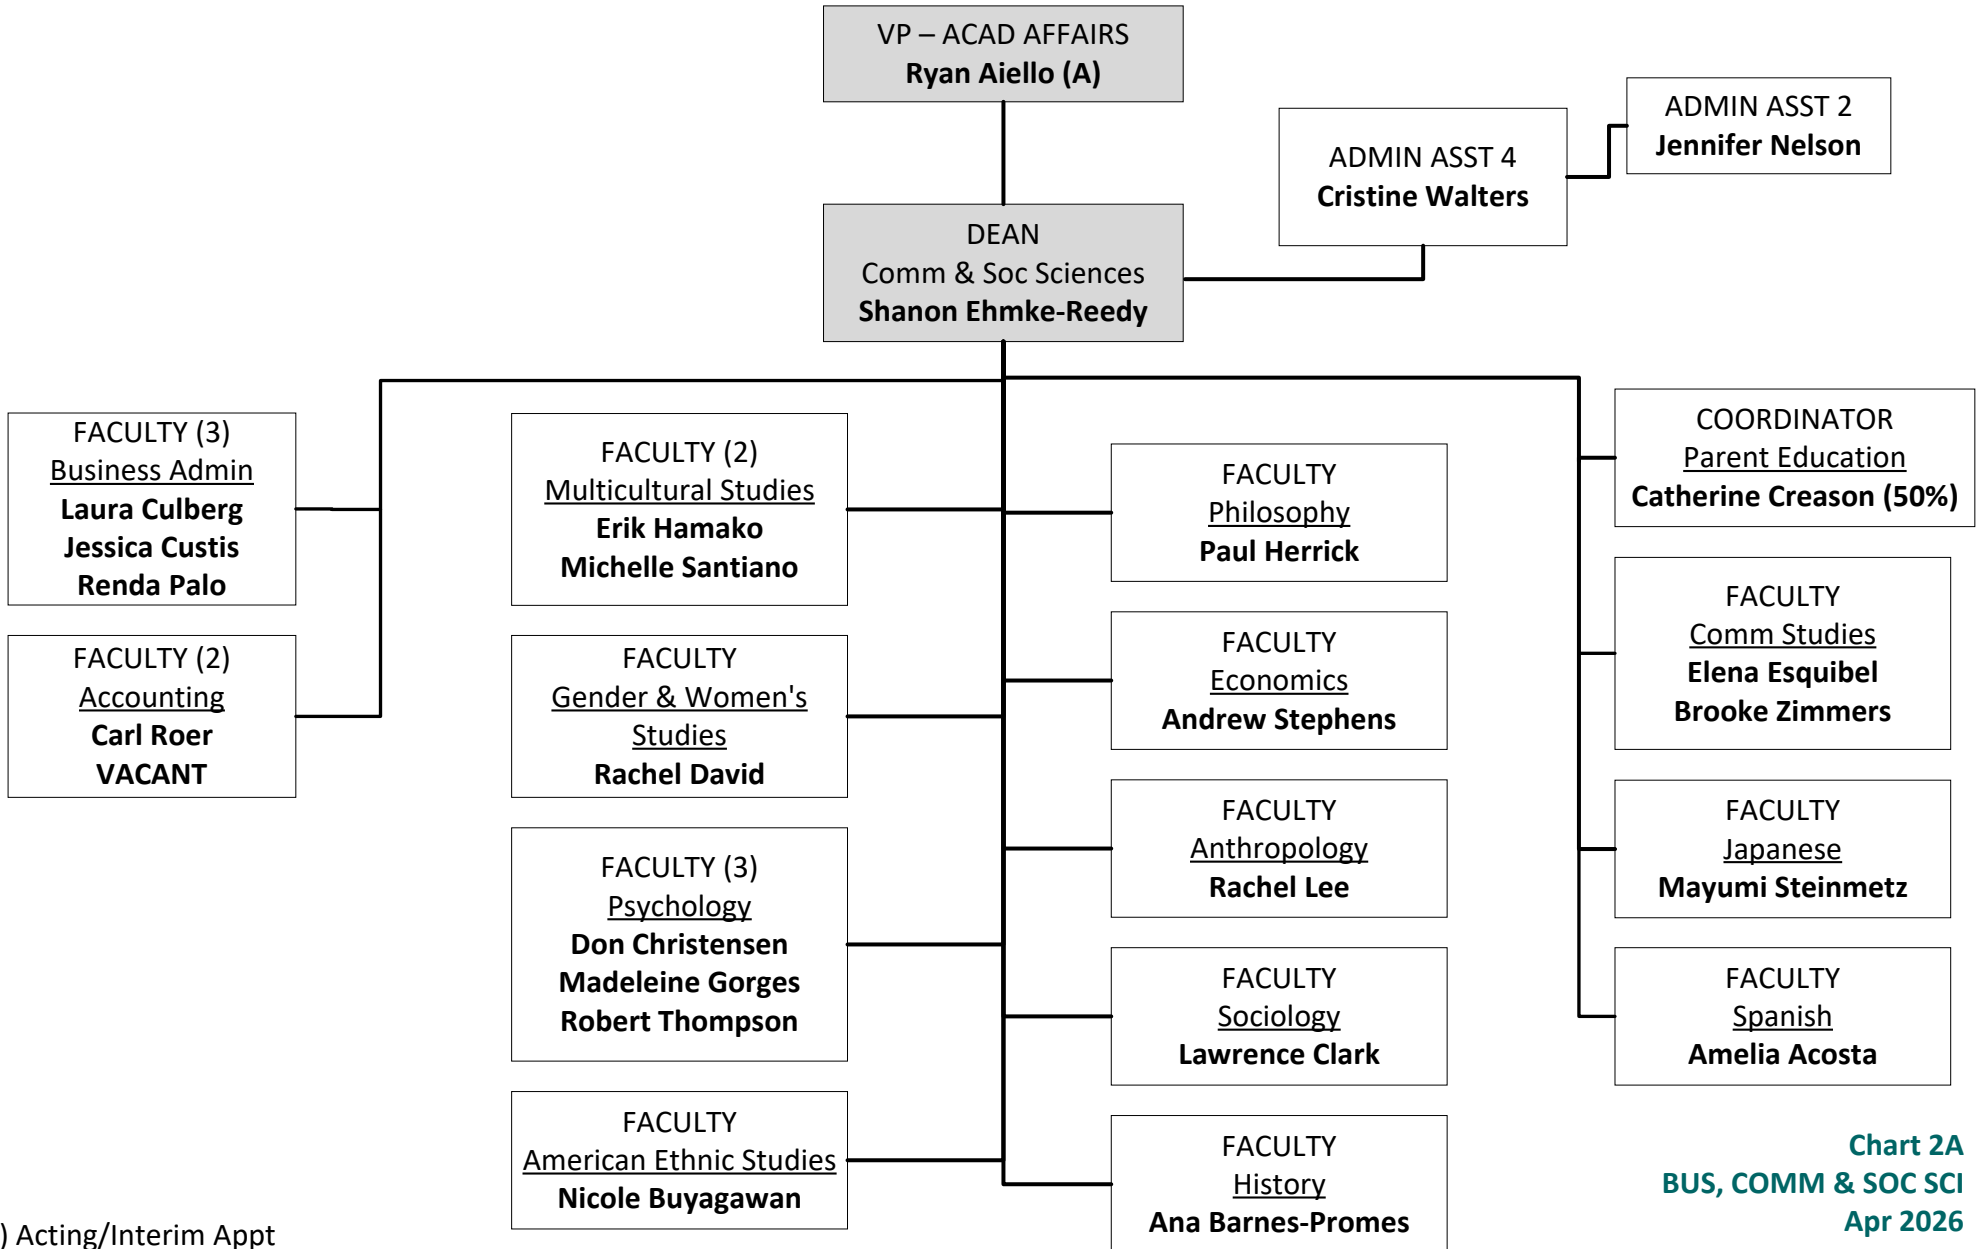 VP – ACAD AFFAIRS
Ryan Aiello (A)
ADMIN ASST 2
Jennifer Nelson
ADMIN ASST 4
Cristine Walters
DEAN
Comm & Soc Sciences
Shanon Ehmke-Reedy
FACULTY (3)
Business Admin
Laura Culberg
Jessica Custis
Renda Palo
FACULTY (2)
Accounting
Carl Roer
VACANT
FACULTY (2)
Multicultural Studies
Erik Hamako
Michelle Santiano
FACULTY
Gender & Women's
Studies
Rachel David
FACULTY (3)
Psychology
Don Christensen
Madeleine Gorges
Robert Thompson
FACULTY
American Ethnic Studies
Nicole Buyagawan
FACULTY
Philosophy
Paul Herrick
FACULTY
Economics
Andrew Stephens
FACULTY
Anthropology
Rachel Lee
FACULTY
Sociology
Lawrence Clark
FACULTY
History
Ana Barnes-Promes
COORDINATOR
Parent Education
Catherine Creason (50%)
FACULTY
Comm Studies
Elena Esquibel
Brooke Zimmers
FACULTY
Japanese
Mayumi Steinmetz
FACULTY
Spanish
Amelia Acosta
Chart 2A
BUS, COMM & SOC SCI
Apr 2026
) Acting/Interim Appt